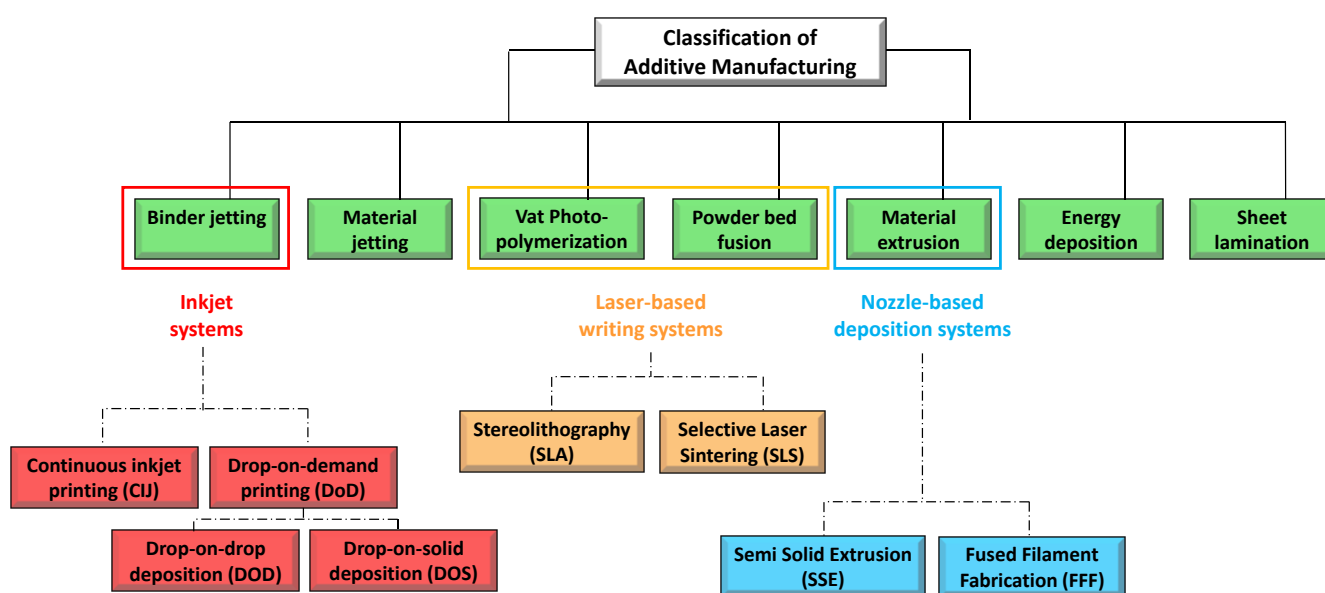 Classification of
Additive Manufacturing
Binder jetting
Material
jetting
Vat Photo-
polymerization
Powder bed
fusion
Material
extrusion
Energy
deposition
Sheet
lamination
Inkjet
systems
Laser-based
writing systems
Nozzle-based
deposition systems
Stereolithography
(SLA)
Selective Laser
Sintering (SLS)
Continuous inkjet
printing (CIJ)
Drop-on-demand
printing (DoD)
Drop-on-drop
deposition (DOD)
Drop-on-solid
deposition (DOS)
Semi Solid Extrusion
(SSE)
Fused Filament
Fabrication (FFF)